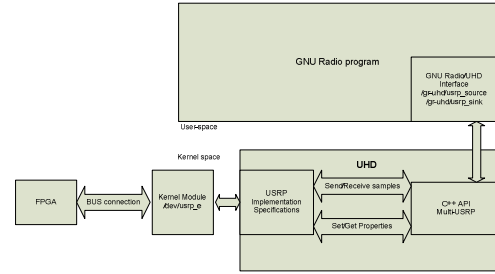 GNU Radio program
GNU Radio/UHD
Interface
/gr-uhd/usrp_source
/gr-uhd/usrp_sink
User-space
Kernel space
UHD
FPGA
BUS connection
Kernel Module
/dev/usrp_e
USRP
Implementation
Specifications
Send/Receive samples
Set/Get Properties
C++ API
Multi-USRP